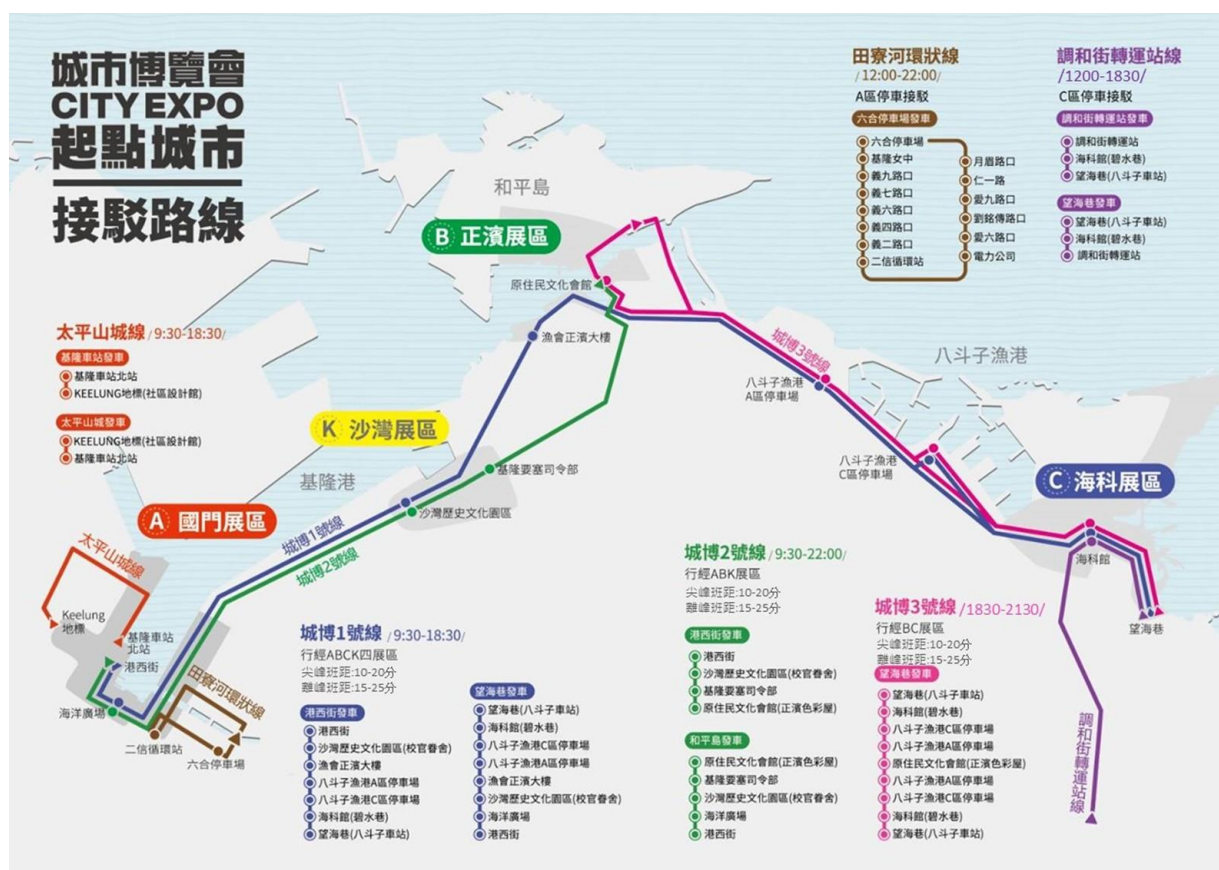 城市博覽會
CITY EXPO
起點城市
接駁路線
田寮河環狀線
/12:00-22:00/
A區停車接駁
六合停車場發車
六合停車場
基隆女中
義九路口
義七路口
義六路口
義四路口
義二路口
二信循環站
月眉路口
仁一路
愛九路口
劉銘傳路口
愛六路口
電力公司
調和街轉運站線
/1200-1830/
C區停車接駁
調和街轉運站發車
調和街轉運站
海科館(碧水巷)
望海巷(八斗子車站)
望海巷發車
望海巷(八斗子車站)
海科館(碧水巷)
調和街轉運站
和平島
B 正濱展區
原住民文化會館
漁會正濱大樓
城博3號線
八斗子漁港
八斗子漁港
A區停車場
八斗子漁港
C區停車場
C 海科展區
海科館
望海巷
調和街轉運站線
太平山城線 /9:30-18:30/
基隆車站發車
基隆車站北站
KEELUNG地標(社區設計館)
太平山城發車
KEELUNG地標(社區設計館)
基隆車站北站
K 沙灣展區
基隆港
基隆要塞司令部
沙灣歷史文化園區
A 國門展區
城博1號線
城博2號線
太平山城線
Keelung
地標
基隆車站
北站
港西街
海洋廣場
田寮河環狀線
二信循環站
六合停車場
城博1號線 /9:30-18:30/
行經ABCK四展區
尖峰班距:10-20分
離峰班距:15-25分
港西街發車
港西街
沙灣歷史文化園區(校官眷舍)
漁會正濱大樓
八斗子漁港A區停車場
八斗子漁港C區停車場
海科館(碧水巷)
望海巷(八斗子車站)
望海巷發車
望海巷(八斗子車站)
海科館(碧水巷)
八斗子漁港C區停車場
八斗子漁港A區停車場
漁會正濱大樓
沙灣歷史文化園區(校官眷舍)
海洋廣場
港西街
城博2號線 /9:30-22:00/
行經ABK展區
尖峰班距:10-20分
離峰班距:15-25分
港西街發車
港西街
沙灣歷史文化園區(校官眷舍)
基隆要塞司令部
原住民文化會館(正濱色彩屋)
和平島發車
原住民文化會館(正濱色彩屋)
基隆要塞司令部
沙灣歷史文化園區(校官眷舍)
海洋廣場
港西街
城博3號線 /1830-2130/
行經BC展區
尖峰班距:10-20分
離峰班距:15-25分
望海巷發車
望海巷(八斗子車站)
海科館(碧水巷)
八斗子漁港C區停車場
八斗子漁港A區停車場
原住民文化會館(正濱色彩屋)
八斗子漁港A區停車場
八斗子漁港C區停車場
海科館(碧水巷)
望海巷(八斗子車站)